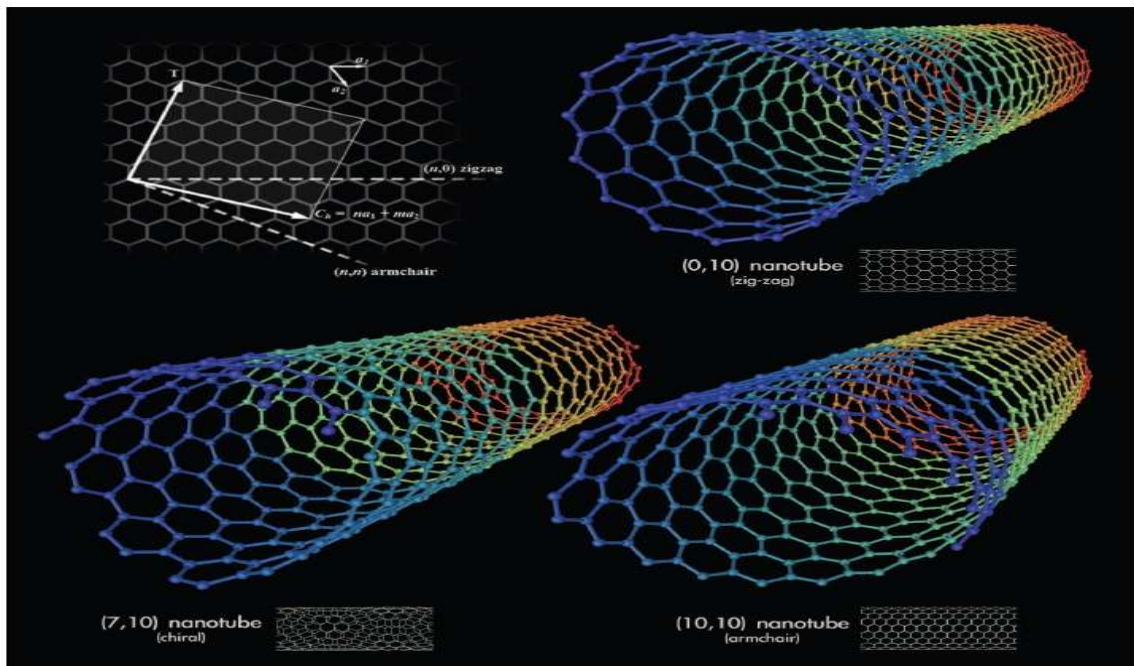 T
a1
a2
(n,0) zigzag
Ch = na1 + ma2
(n,n) armchair
(0,10) nanotube
(zig-zag)
(7,10) nanotube
(chiral)
(10,10) nanotube
(armchair)